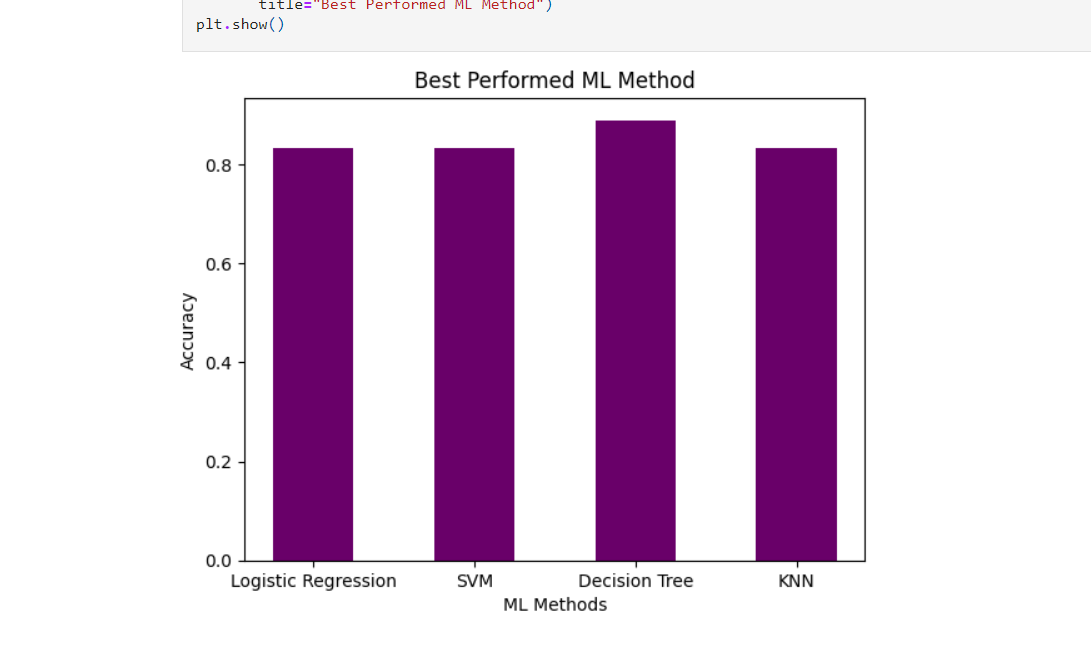 title="Best Performed ML Method")
plt.show()
Best Performed ML Method
0.8
0.6
0.4
0.2
0.0
Accuracy
Logistic Regression SVM Decision Tree KNN
ML Methods